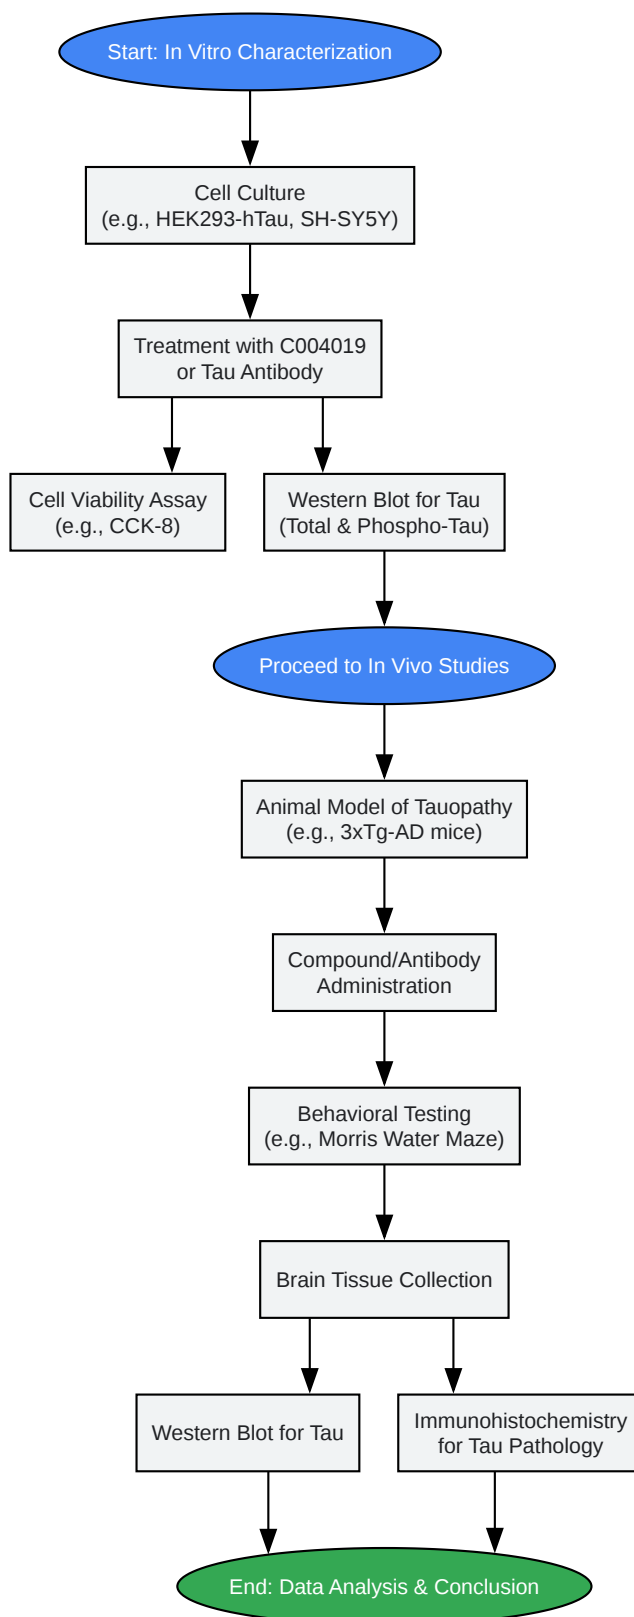 Start: In Vitro Characterization
Cell Culture
(e.g., HEK293-hTau, SH-SY5Y)
Treatment with C004019
or Tau Antibody
Cell Viability Assay
(e.g., CCK-8)
Western Blot for Tau
(Total & Phospho-Tau)
Proceed to In Vivo Studies
Animal Model of Tauopathy
(e.g., 3xTg-AD mice)
Compound/Antibody
Administration
Behavioral Testing
(e.g., Morris Water Maze)
Brain Tissue Collection
Western Blot for Tau
Immunohistochemistry
for Tau Pathology
End: Data Analysis & Conclusion